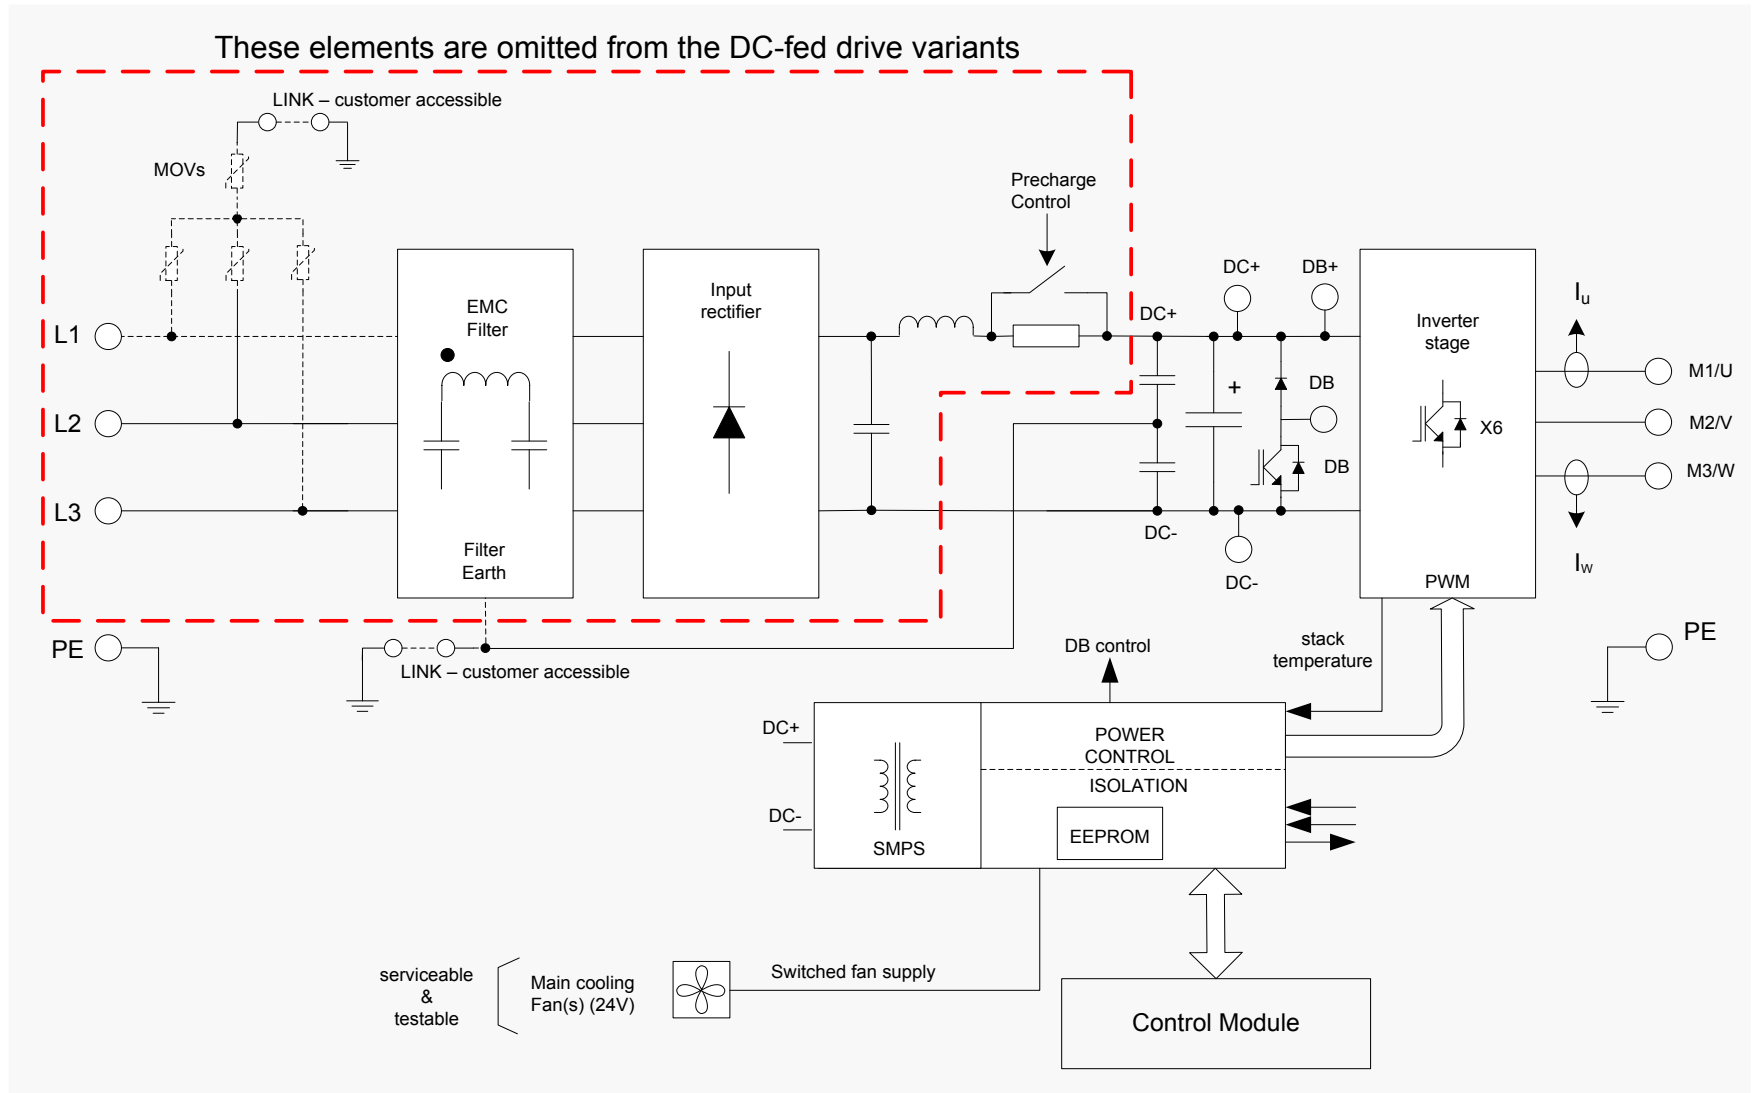 These elements are omitted from the DC-fed drive variants
LINK – customer accessible
MOVs
Precharge
Control
DC+
DB+
Iu
EMC
Filter
Input
rectifier
DC+
Inverter
stage
L1
M1/U
DB
+
L2
X6
M2/V
DB
M3/W
L3
DC-
Filter
Earth
DC-
Iw
PWM
PE
LINK – customer accessible
DB control
stack
temperature
PE
DC+
POWER
CONTROL
ISOLATION
DC-
EEPROM
SMPS
serviceable
&
testable
Main cooling
Fan(s) (24V)
Switched fan supply
Control Module